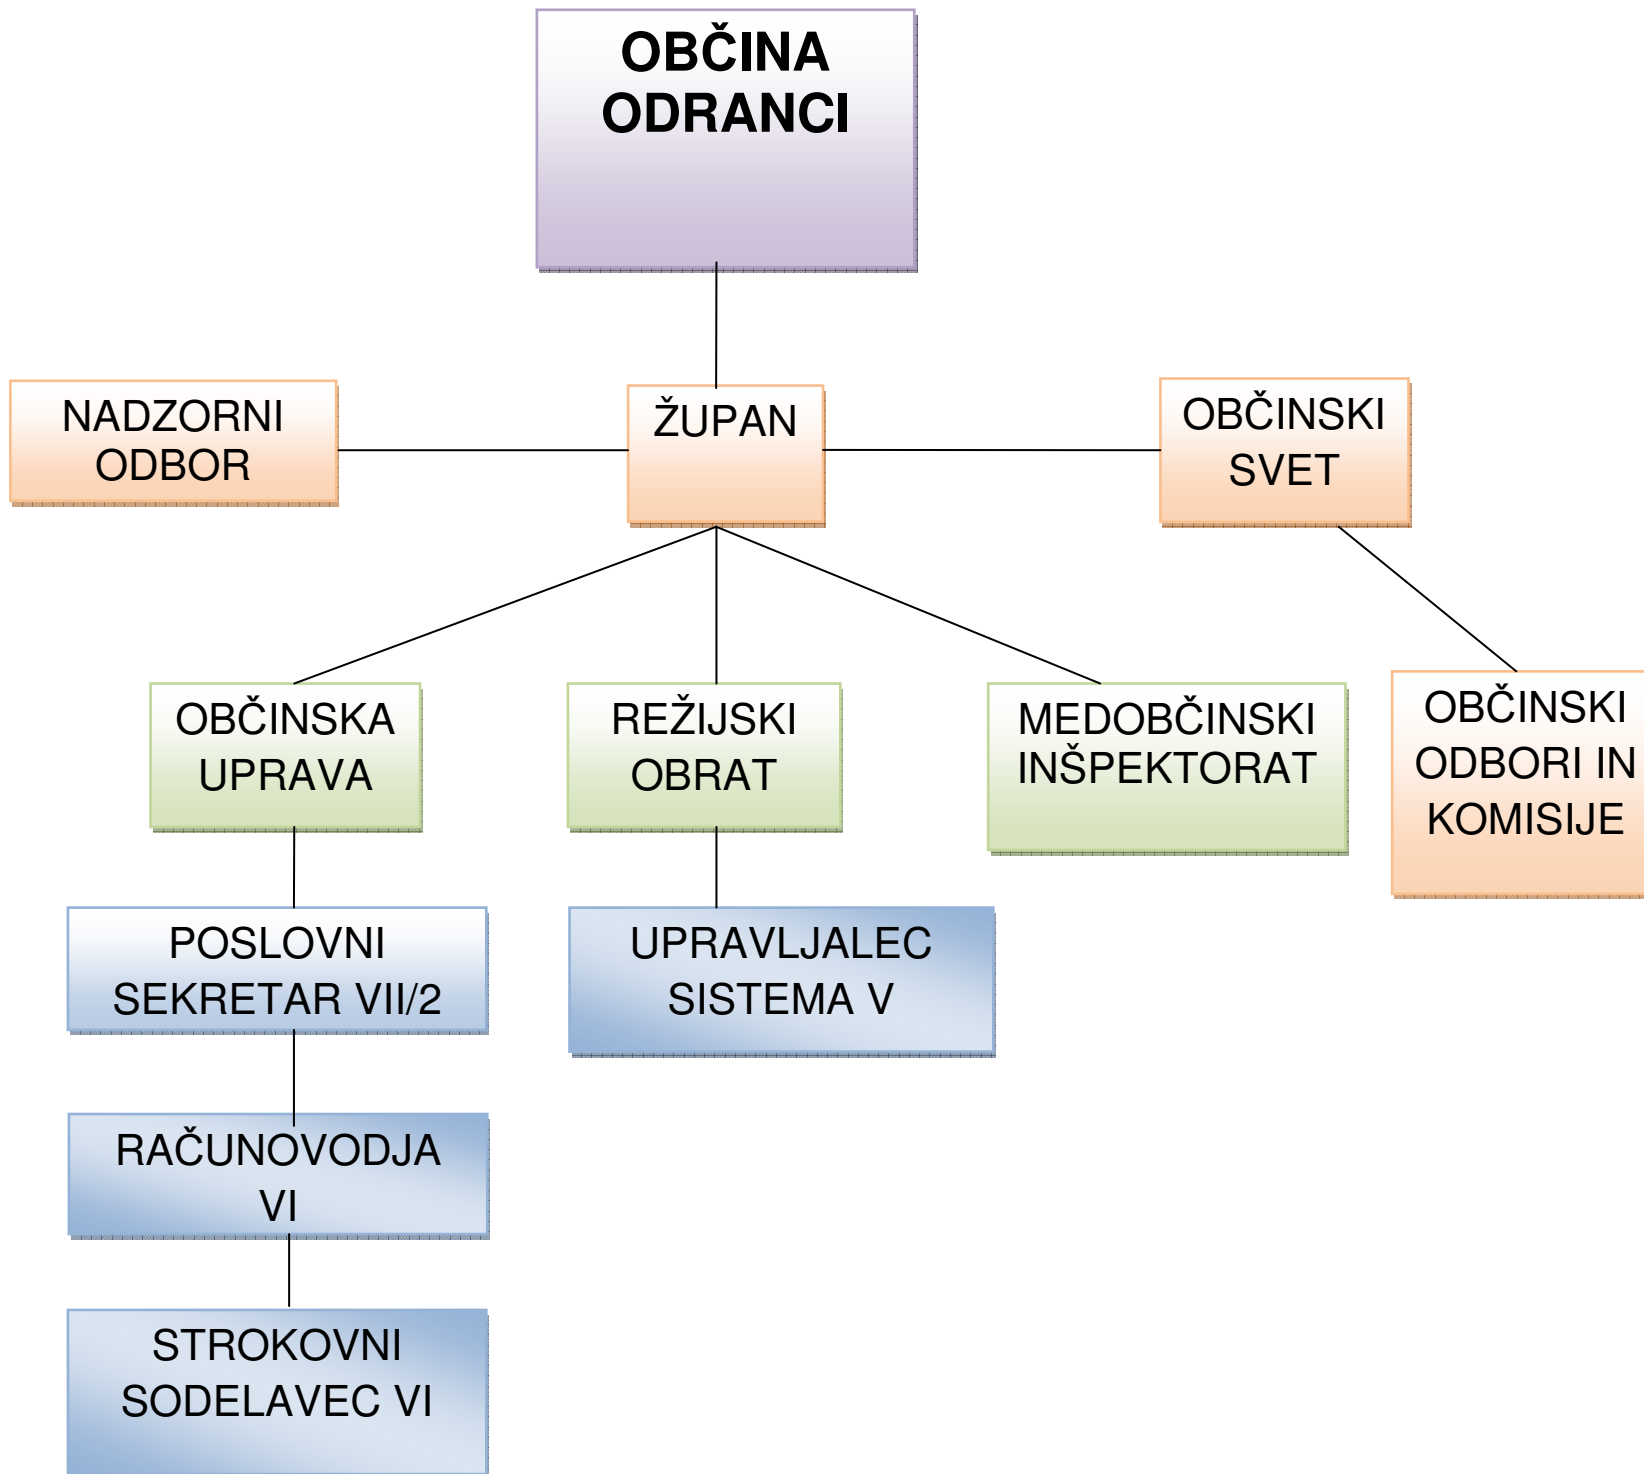 OBČINA
ODRANCI
NADZORNI
ODBOR
ŽUPAN
OBČINSKI
SVET
OBČINSKA
UPRAVA
REŽIJSKI
OBRAT
MEDOBČINSKI
INŠPEKTORAT
OBČINSKI
ODBORI IN
KOMISIJE
POSLOVNI
SEKRETAR VII/2
UPRAVLJALEC
SISTEMA V
RAČUNOVODJA
VI
STROKOVNI
SODELAVEC VI